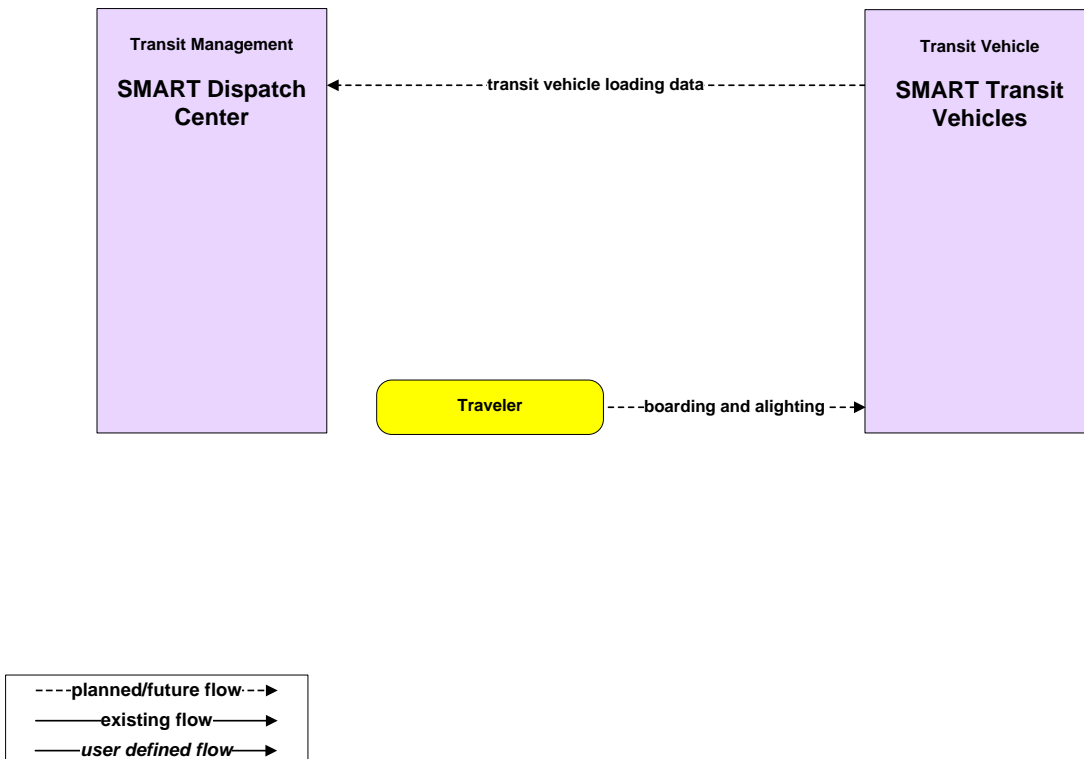 Transit Management
SMART Dispatch
Center
transit vehicle loading data
Transit Vehicle
SMART Transit
Vehicles
Traveler
boarding and alighting
planned/future flow
existing flow
user defined flow